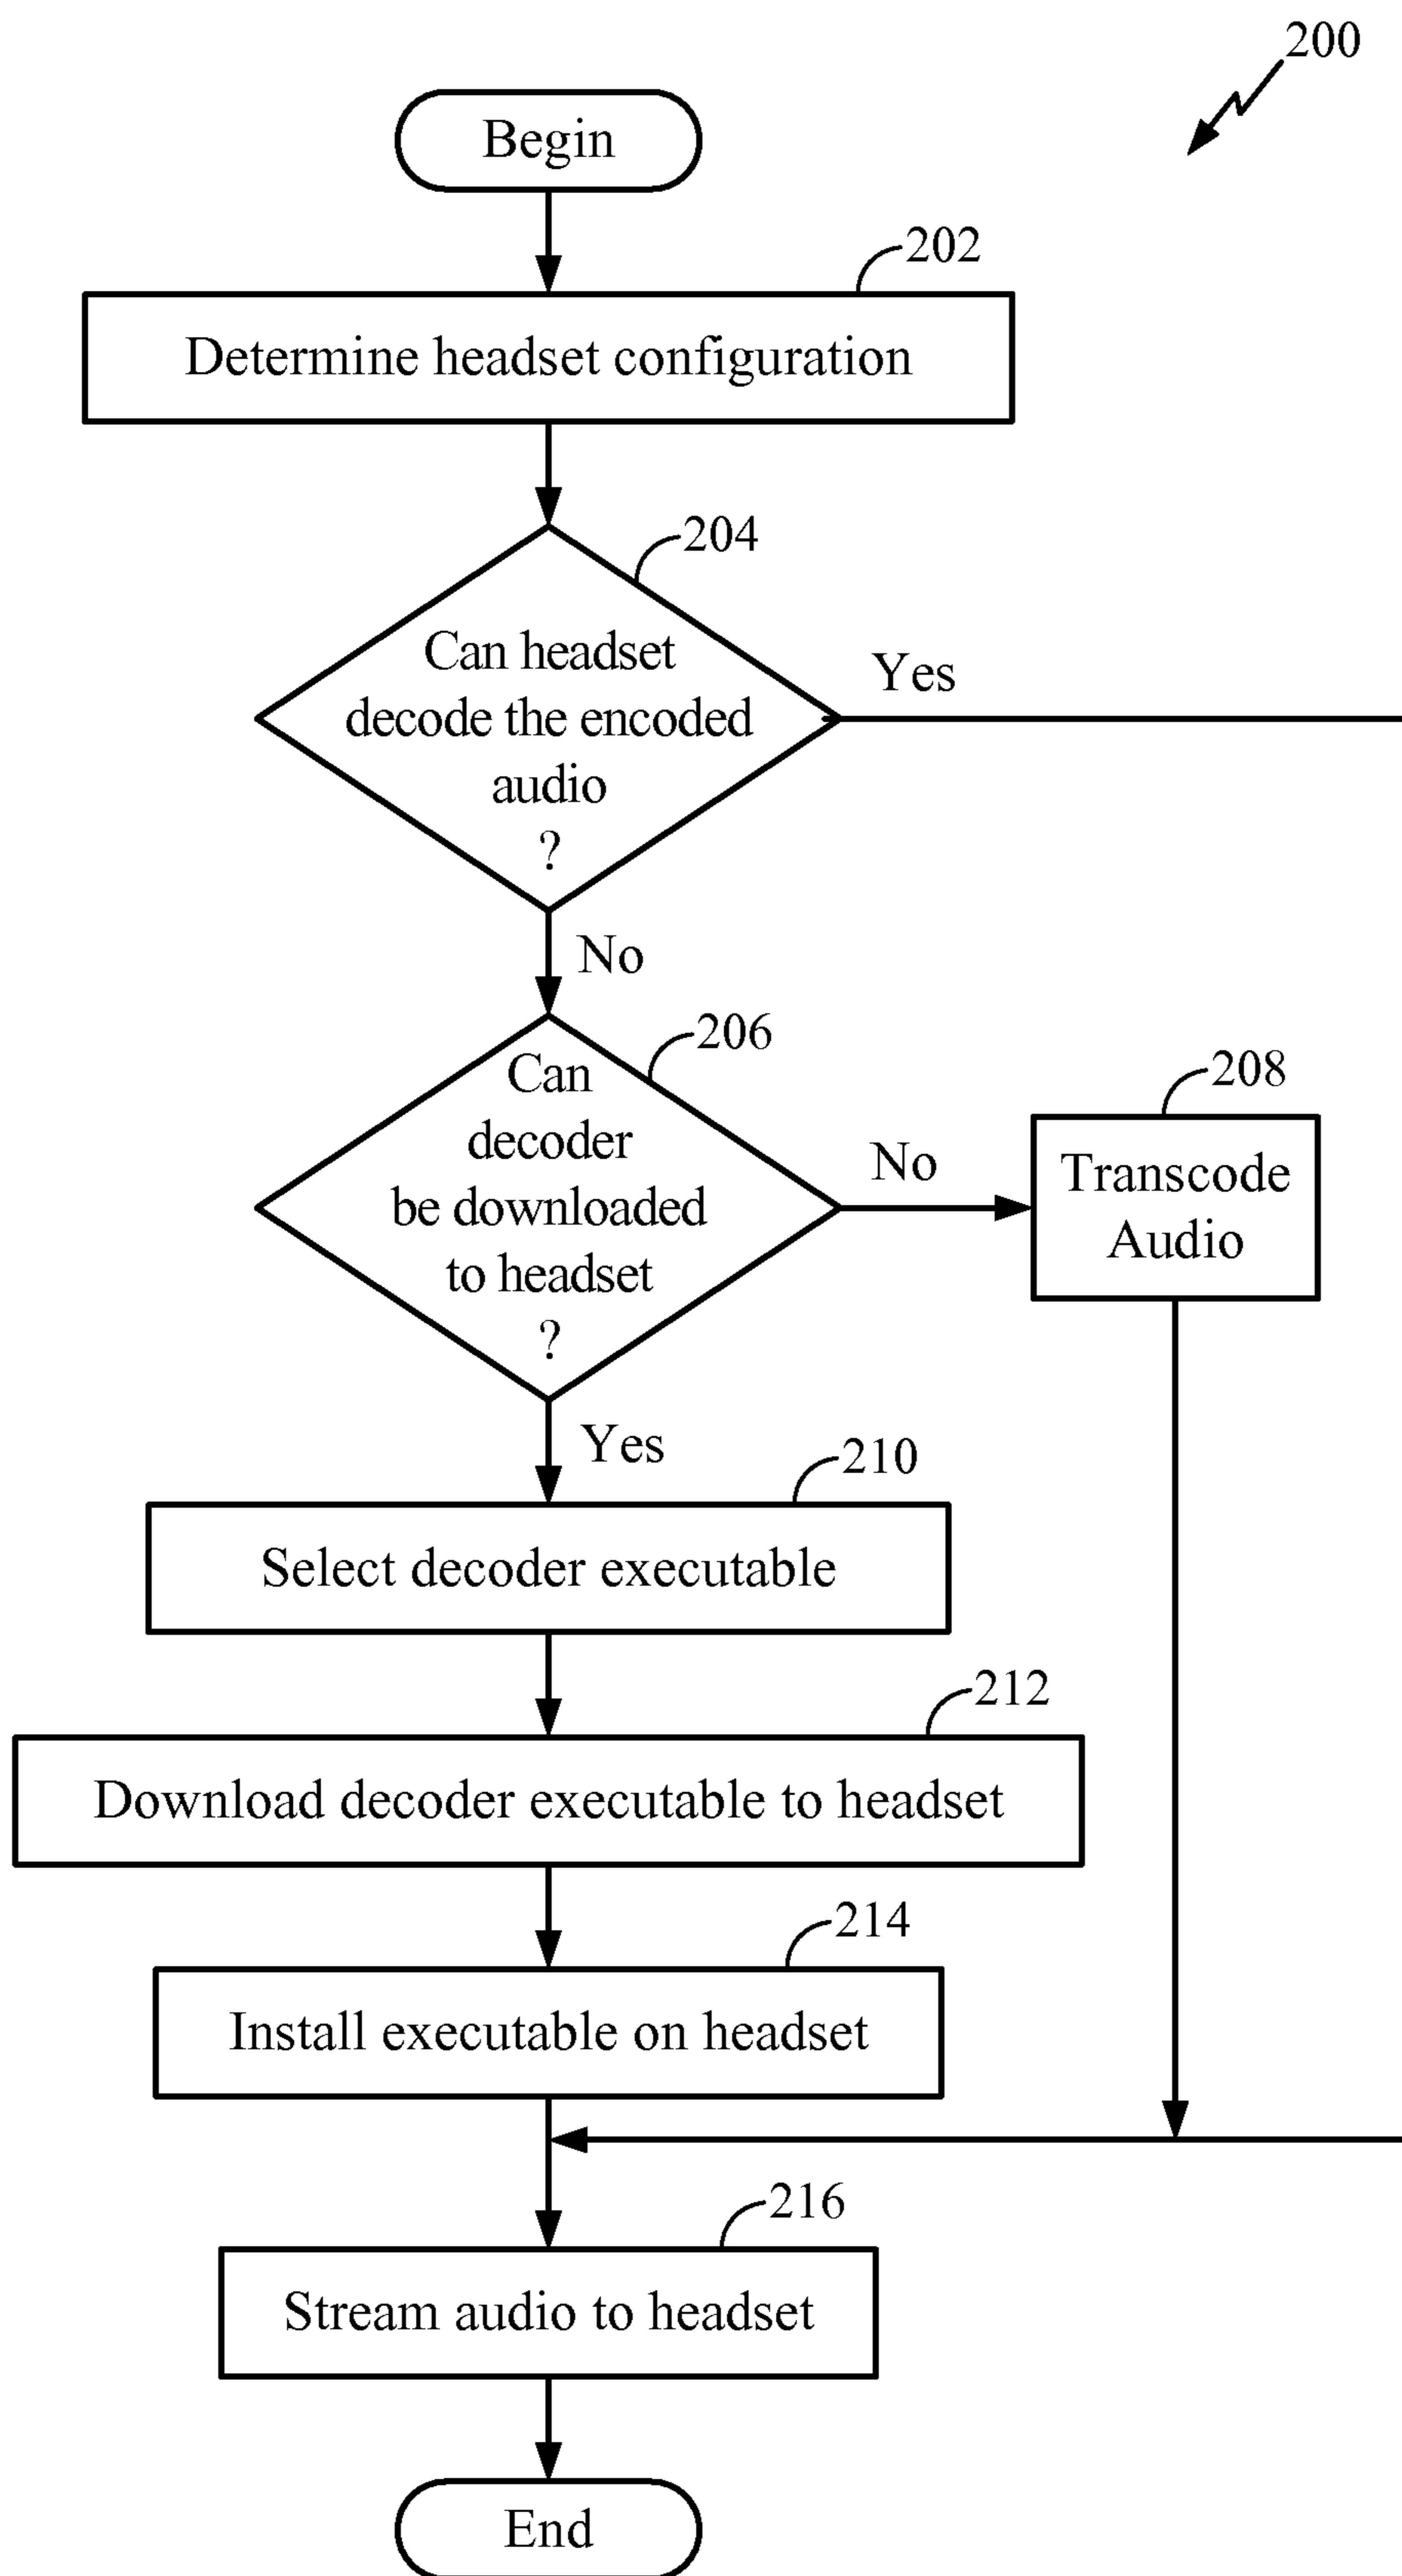 200
Begin
202
Determine headset configuration
204
Can headset
decode the encoded
audio
?
Yes
No
206
Can
decoder
be downloaded
to headset
?
No
208
Transcode
Audio
Yes
210
Select decoder executable
212
Download decoder executable to headset
214
Install executable on headset
216
Stream audio to headset
End